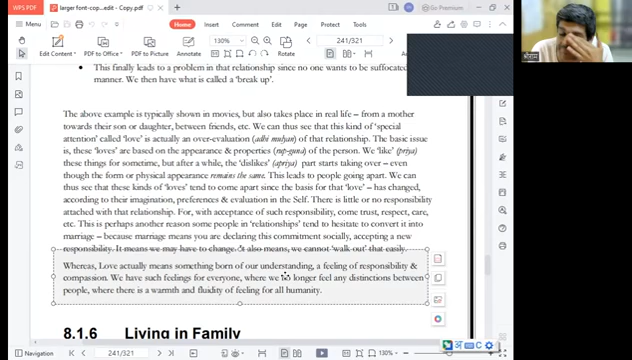 WPS PDF
larger font-cop...edit - Copy.pdf
Go Premium
Menu
Home
Insert
Comment
Edit
Page
Protect
Tools
Edit Content
PDF to Office
PDF to Picture
Annotate
130%
Rotate
241/321
• This finally leads to a problem in that relationship since no one wants to be suffocated
manner. We then have what is called a 'break up'.
The above example is typically shown in movies, but also takes place in real life – from a mother
towards their son or daughter, between friends, etc. We can thus see that this kind of 'special
attention' called 'love' is actually an over-evaluation (adhi mulyan) of that relationship. The basic issue
is, these 'loves' are based on the appearance & properties (rup-guna) of the person. We 'like' (priya)
these things for sometime, but after a while, the 'dislikes' (apriya) part starts taking over –
even though the form or physical appearance remains the same. This leads to people going apart. We can
thus see that these kinds of 'loves' tend to come apart since the basis for that 'love' – has changed,
according to their imagination, preferences & evaluation in the Self. There is little or no responsibility
attached with that relationship. For, with acceptance of such responsibility, come trust, respect, care,
etc. This is perhaps another reason some people in 'relationships' tend to hesitate to convert it into
marriage – because marriage means you are declaring this commitment socially, accepting a new
responsibility. It means we may have to change. It also means, we cannot 'walk out' that easily.
Whereas, Love actually means something born of our understanding, a feeling of responsibility &
compassion. We have such feelings for everyone, where we no longer feel any distinctions between
people, where there is a warmth and fluidity of feeling for all humanity.
8.1.6 Living in Family
Navigation
241/321
130%